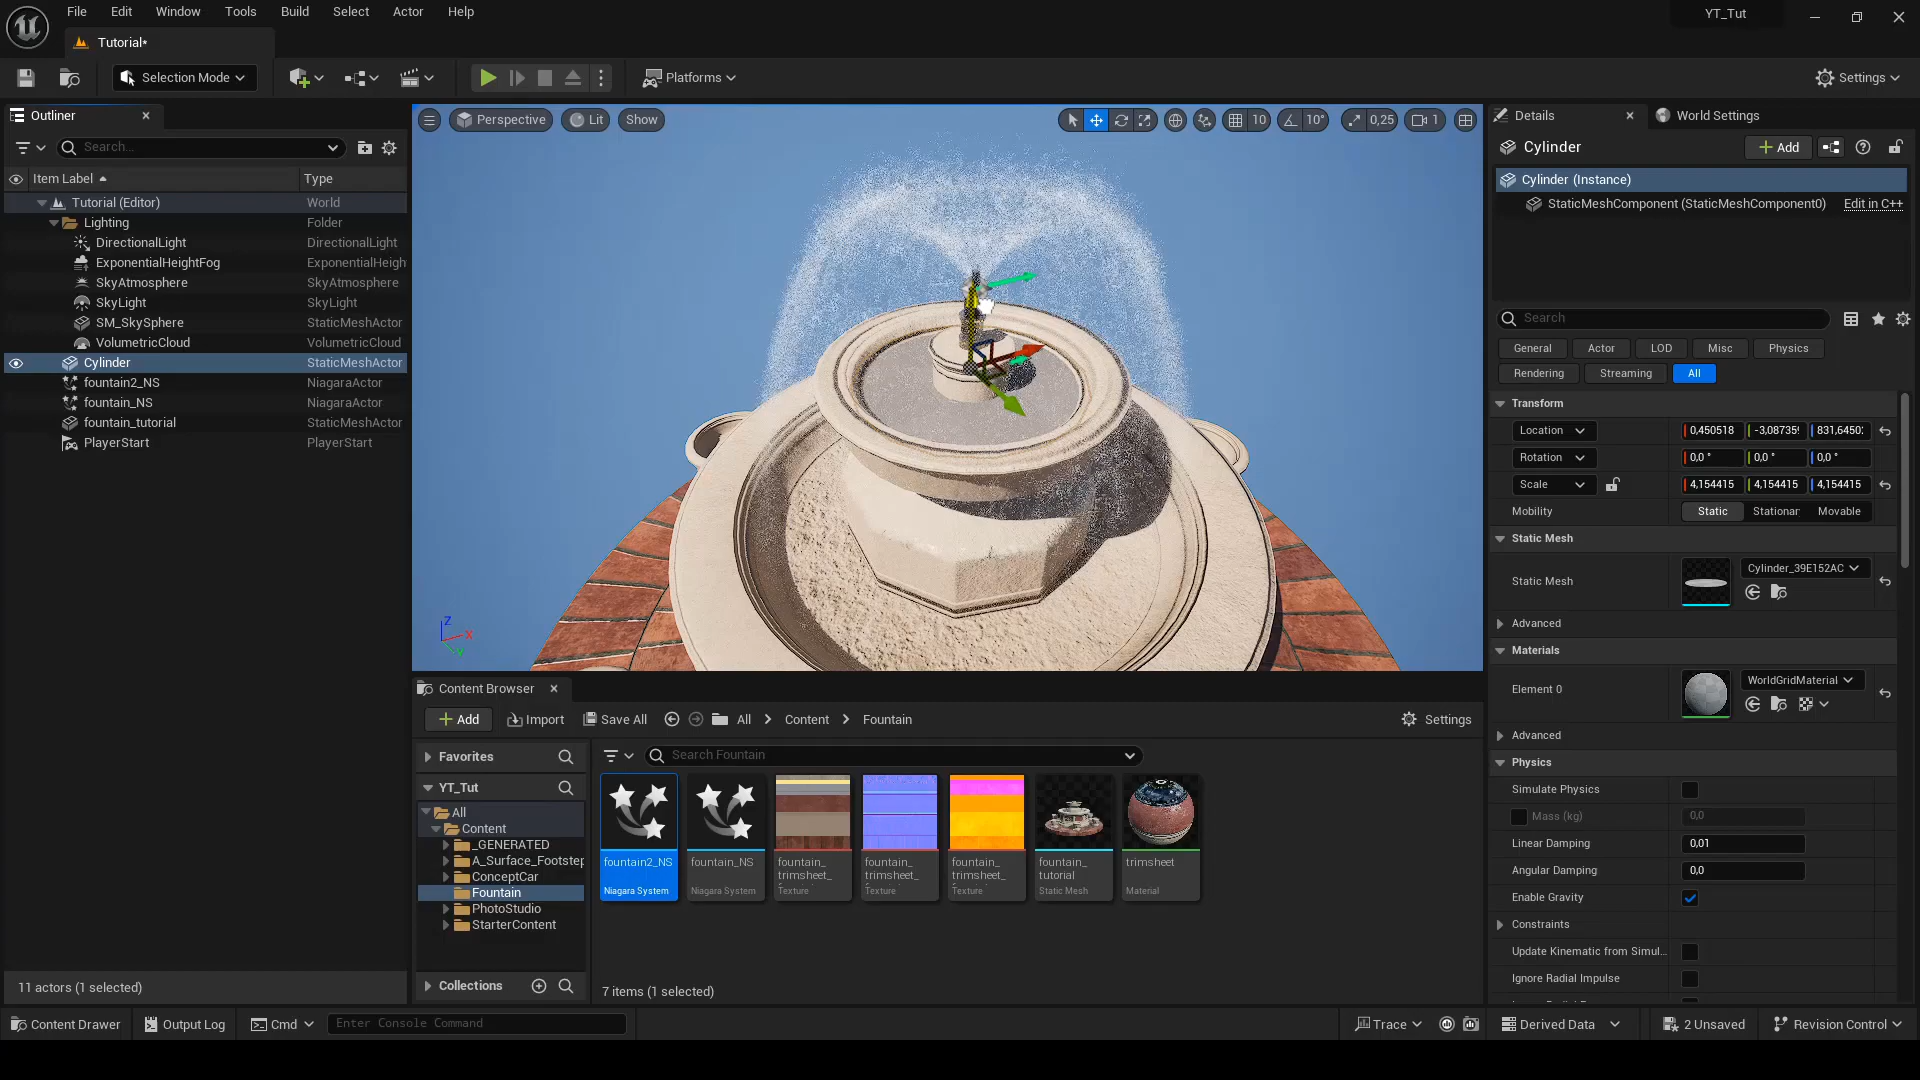 File Edit Window Tools Build Select Actor Help
YT_Tut
Tutorial*
Selection Mode
Platforms
Settings
Outliner
Search...
Item Label Type
Tutorial (Editor) World
Lighting Folder
DirectionalLight DirectionalLight
ExponentialHeightFog ExponentialHeigh
SkyAtmosphere SkyAtmosphere
SkyLight SkyLight
SM_SkySphere StaticMeshActor
VolumetricCloud VolumetricCloud
Cylinder StaticMeshActor
fountain2_NS NiagaraActor
fountain_NS NiagaraActor
fountain_tutorial StaticMeshActor
PlayerStart PlayerStart
11 actors (1 selected)
Perspective Lit Show
10 10° 0,25 1
Z
X
Y
Content Browser
Add Import Save All All Content Fountain Settings
Favorites
Search Fountain
YT_Tut
All
Content
_GENERATED
A_Surface_Footstep
ConceptCar
Fountain
PhotoStudio
StarterContent
Collections
fountain2_NS
Niagara System
fountain_NS
Niagara System
fountain_
trimsheet_
Texture
fountain_
trimsheet_
Texture
fountain_
trimsheet_
Texture
fountain_
tutorial
Static Mesh
trimsheet
Material
7 items (1 selected)
Details World Settings
Cylinder Add
Cylinder (Instance)
StaticMeshComponent (StaticMeshComponent0) Edit in C++
Search
General Actor LOD Misc Physics
Rendering Streaming All
Transform
Location 0,450518 -3,08735 831,6450
Rotation 0,0 ° 0,0 ° 0,0 °
Scale 4,154415 4,154415 4,154415
Mobility Static Stationar Movable
Static Mesh
Static Mesh Cylinder_39E152AC
Advanced
Materials
Element 0 WorldGridMaterial
Advanced
Physics
Simulate Physics
Mass (kg) 0,0
Linear Damping 0,01
Angular Damping 0,0
Enable Gravity
Constraints
Update Kinematic from Simul...
Ignore Radial Impulse
Content Drawer Output Log Cmd Enter Console Command Trace Derived Data 2 Unsaved Revision Control